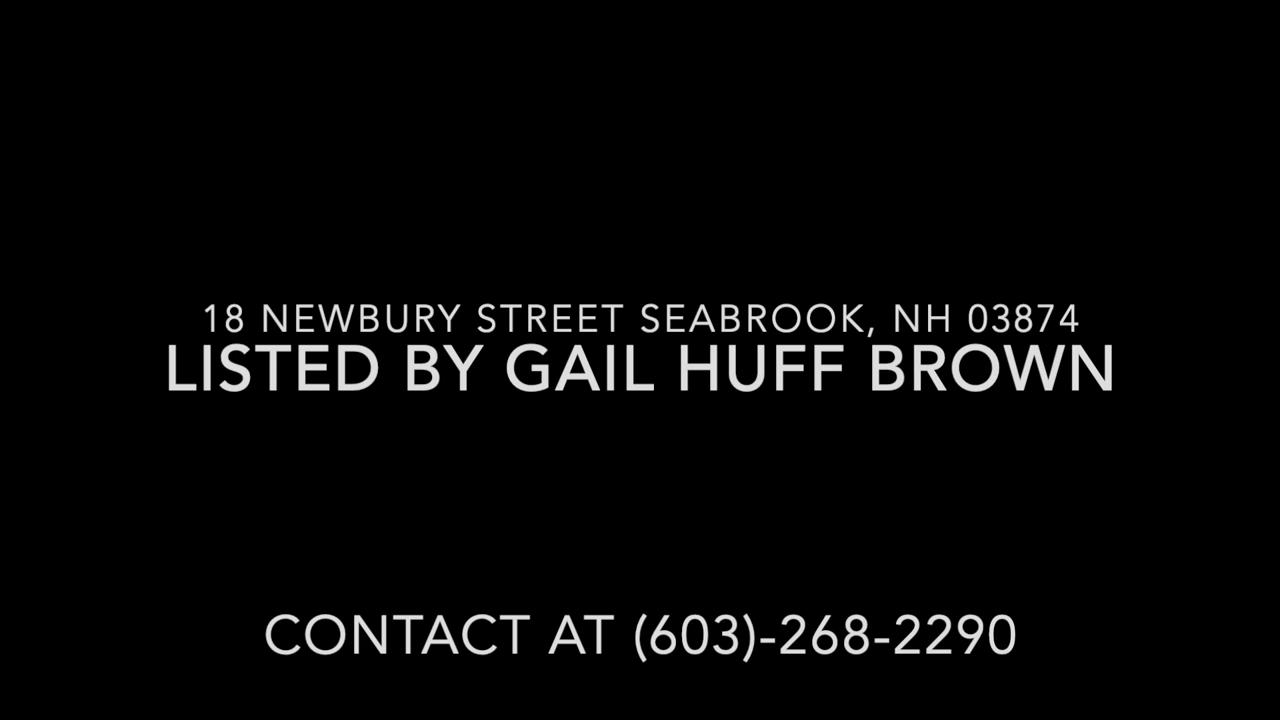 18 NEWBURY STREET SEABROOK, NH 03874
LISTED BY GAIL HUFF BROWN
CONTACT AT (603)-268-2290